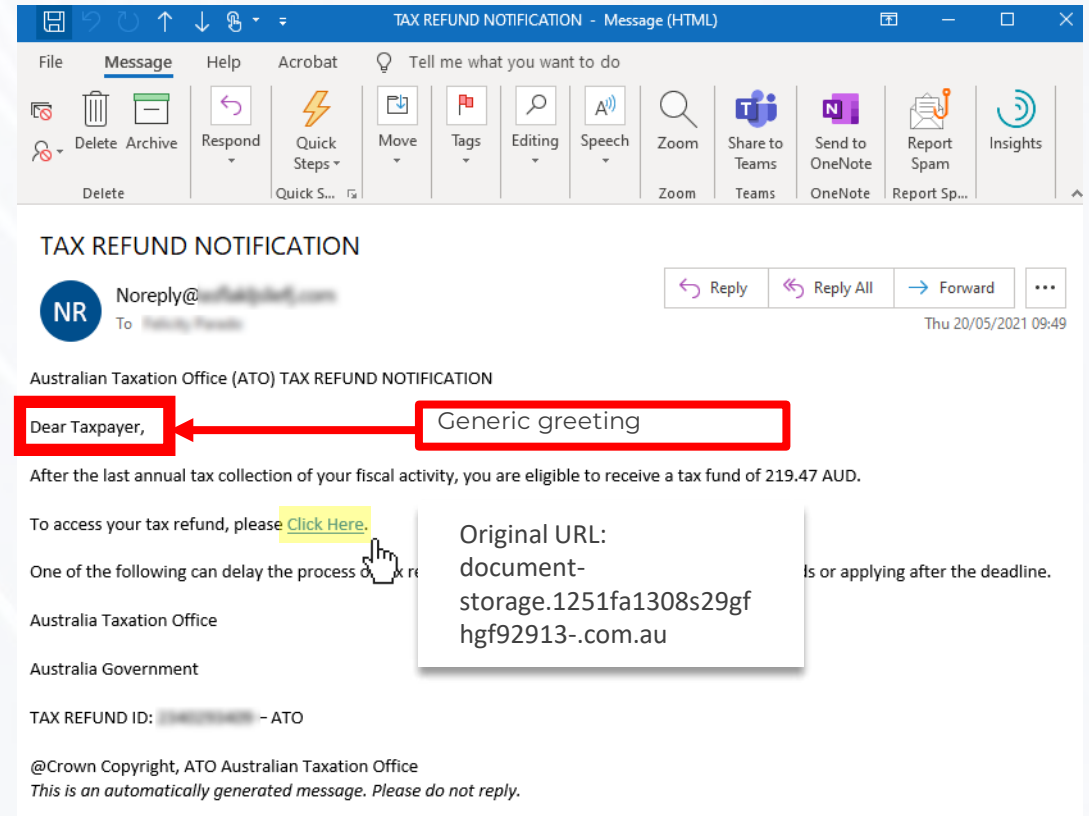 TAX REFUND NOTIFICATION - Message (HTML)
File Message Help Acrobat Tell me what you want to do
Delete Archive Respond Quick Steps Move Tags Editing Speech Zoom Share to Teams Send to OneNote Report Spam Insights
Delete Quick S... Zoom Teams OneNote Report Sp...
TAX REFUND NOTIFICATION
NR
Noreply@
To
Reply Reply All Forward
Thu 20/05/2021 09:49
Australian Taxation Office (ATO) TAX REFUND NOTIFICATION
Dear Taxpayer,
Generic greeting
After the last annual tax collection of your fiscal activity, you are eligible to receive a tax fund of 219.47 AUD.
To access your tax refund, please Click Here.
Original URL:
document-
storage.1251fa1308s29gf
hgf92913-.com.au
One of the following can delay the process or applying after the deadline.
Australia Taxation Office
Australia Government
TAX REFUND ID: – ATO
@Crown Copyright, ATO Australian Taxation Office
This is an automatically generated message. Please do not reply.